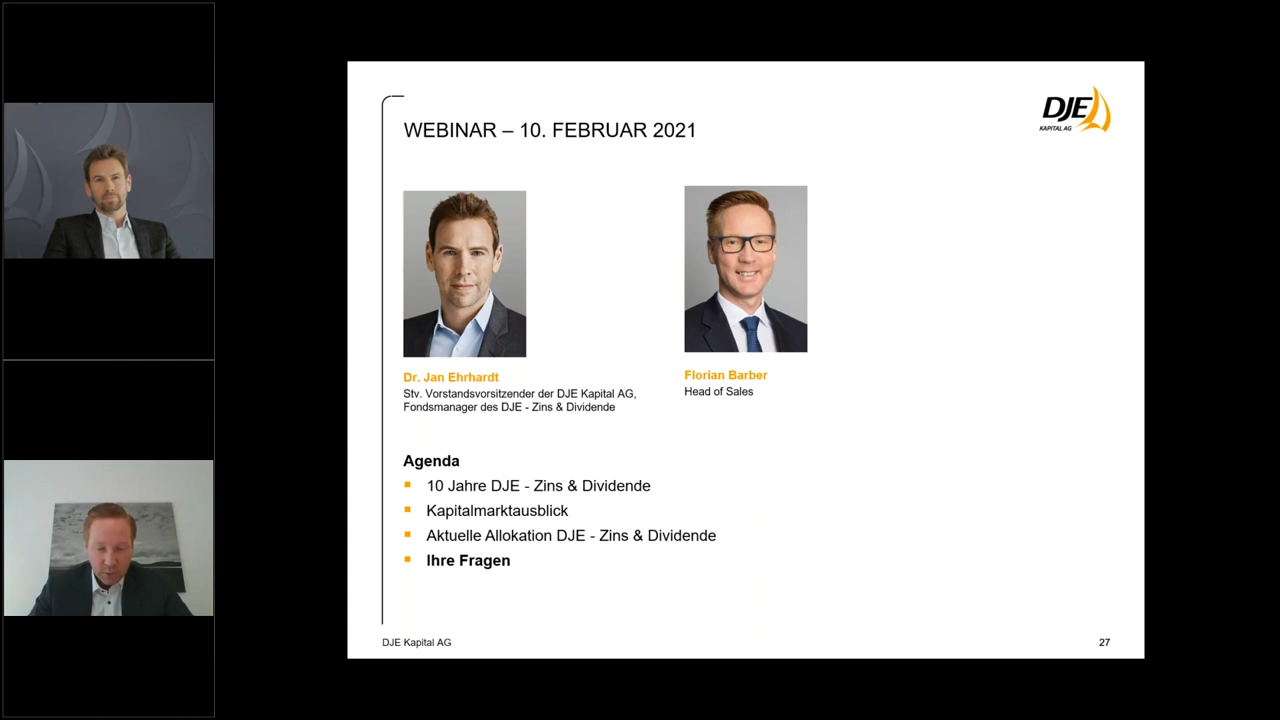 WEBINAR – 10. FEBRUAR 2021
DJE
KAPITAL AG
Dr. Jan Ehrhardt
Stv. Vorstandsvorsitzender der DJE Kapital AG,
Fondsmanager des DJE - Zins & Dividende
Florian Barber
Head of Sales
Agenda
10 Jahre DJE - Zins & Dividende
Kapitalmarktausblick
Aktuelle Allokation DJE - Zins & Dividende
Ihre Fragen
DJE Kapital AG
27